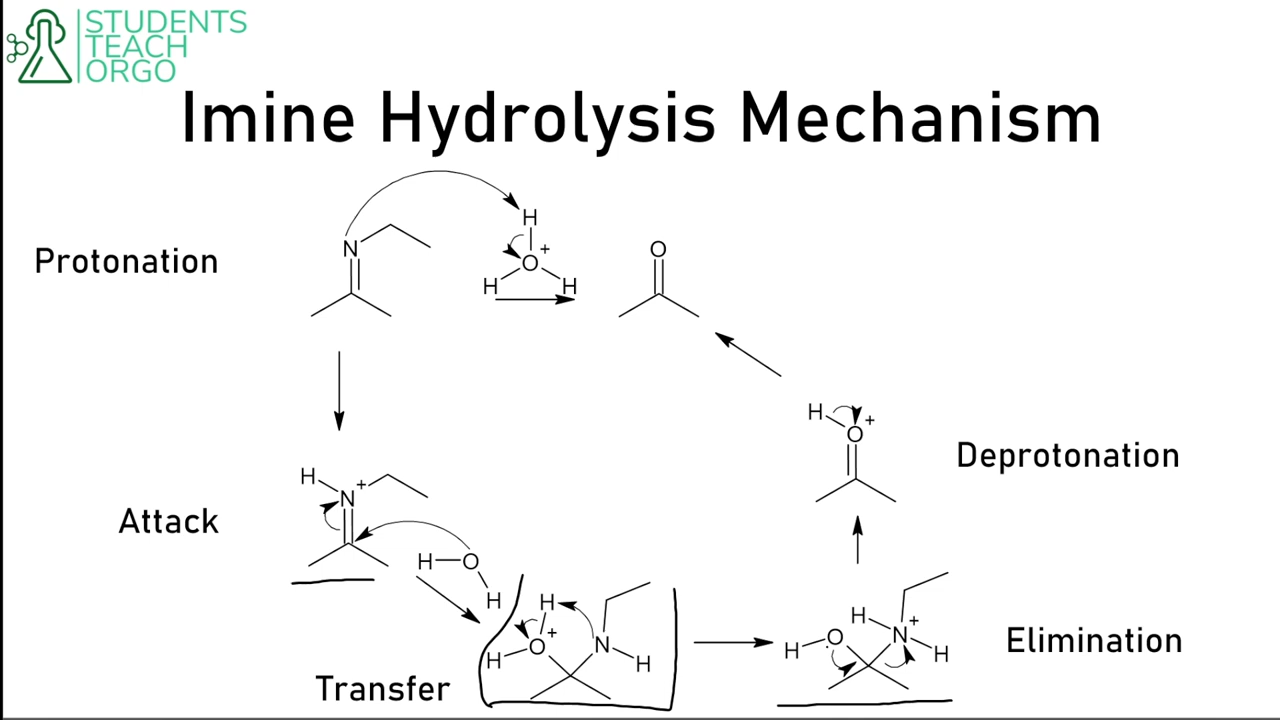 STUDENTS
TEACH
ORGO
Imine Hydrolysis Mechanism
Protonation
N
H
O +
H H
O
H
O +
Deprotonation
Attack
H
N +
H O
H
Transfer
H
O +
H
N
H
H O
H
N +
H
Elimination